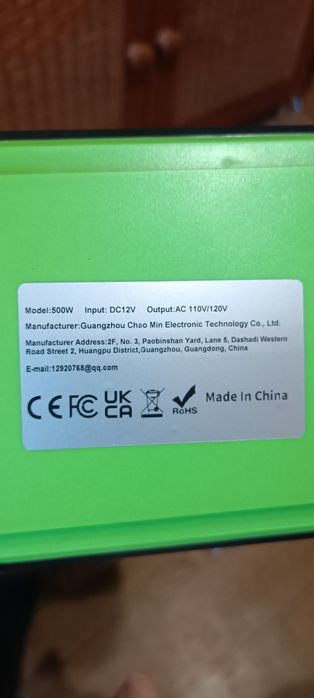 Model:500W Input: DC12V Output:AC 110V/120V
Manufacturer:Guangzhou Chao Min Electronic Technology Co., Ltd.
Manufacturer Address:2F, No. 3, Paobinshan Yard, Lane 5, Dashadi Western
Road Street 2, Huangpu District,Guangzhou, Guangdong, China
E-mail:12920768@qq.com
CE FC UK CA RoHS Made In China